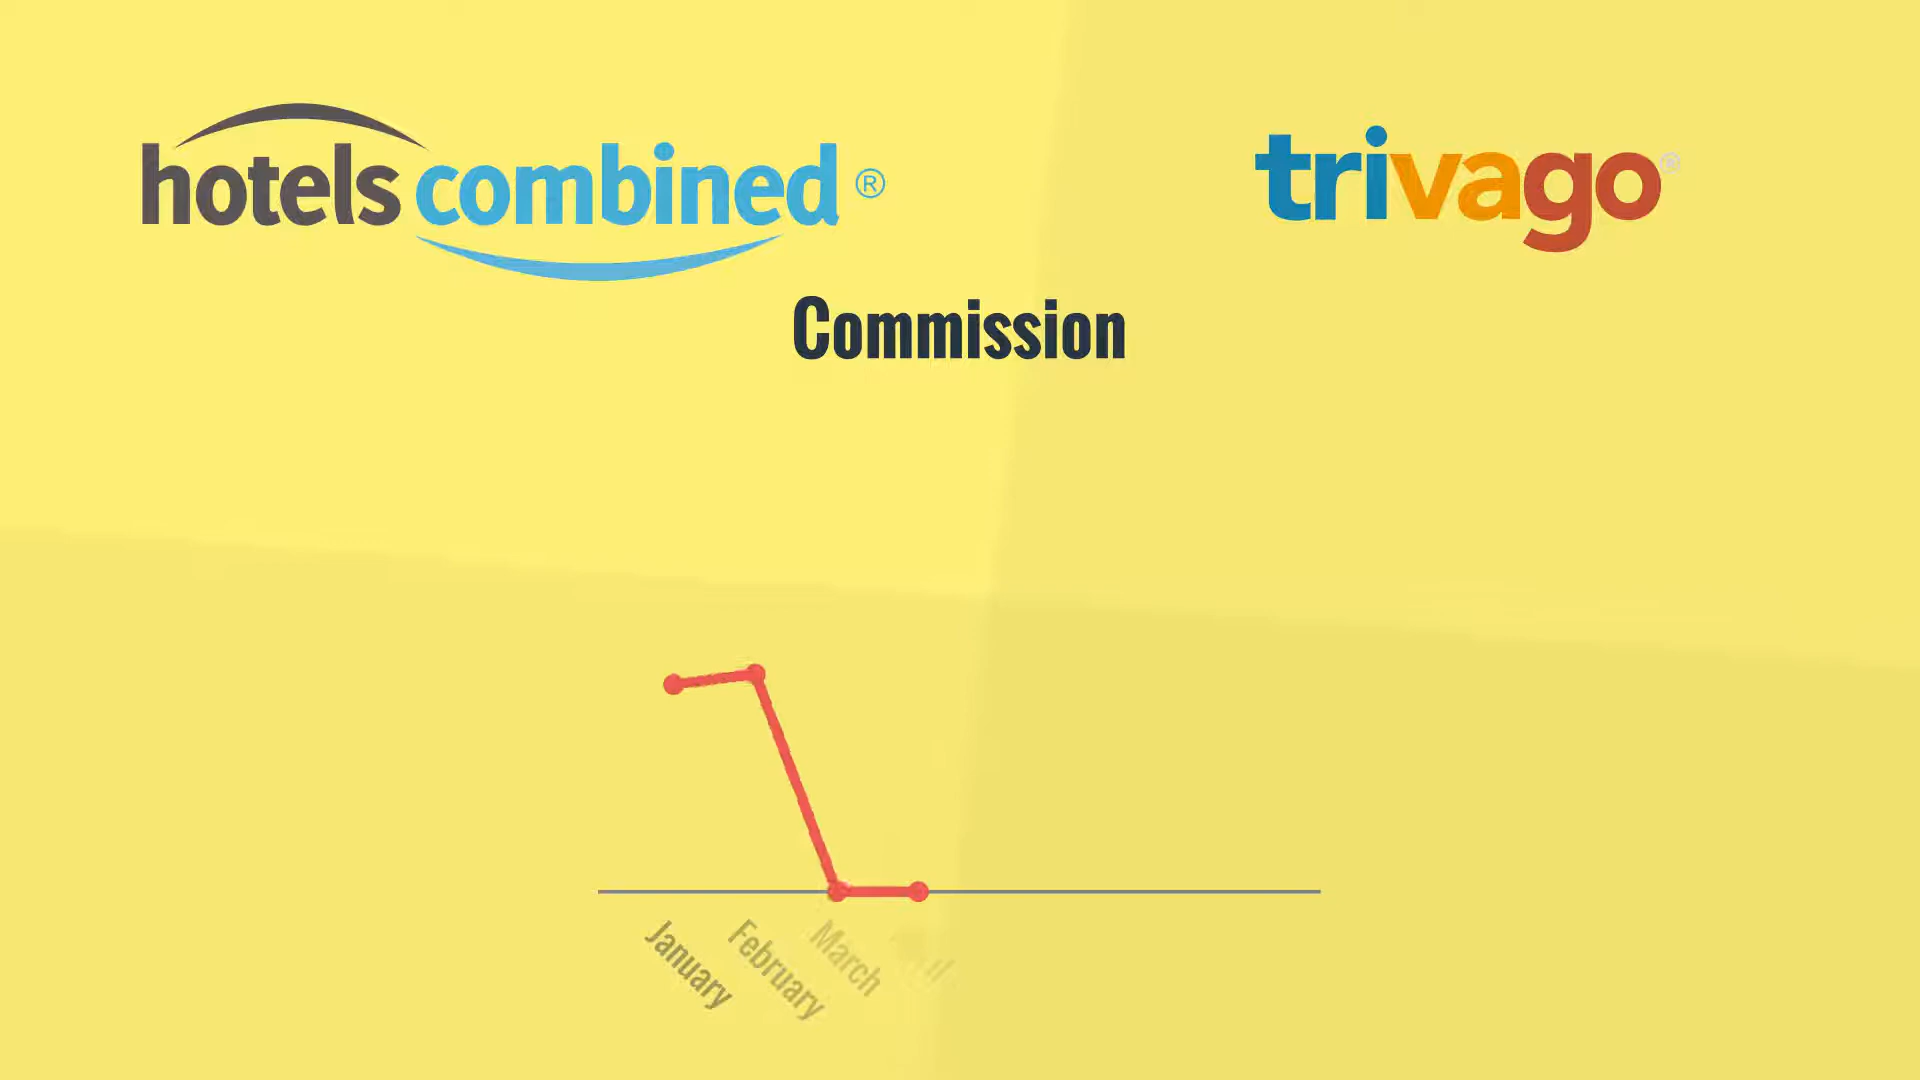 hotels combined ®
trivago ®
Commission
January
February
March